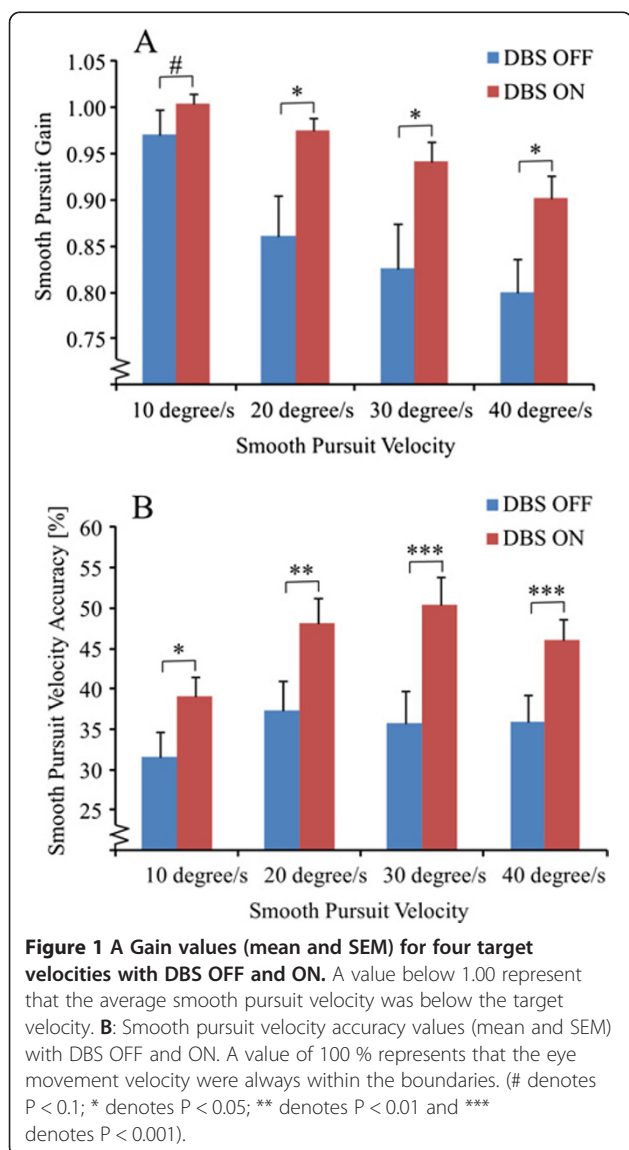 A
DBS OFF
DBS ON
Smooth Pursuit Gain
1.05
1.00
0.95
0.90
0.85
0.80
0.75
#
*
*
*
10 degree/s 20 degree/s 30 degree/s 40 degree/s
Smooth Pursuit Velocity
B
DBS OFF
DBS ON
Smooth Pursuit Velocity Accuracy [%]
60
55
50
45
40
35
30
25
*
**
***
***
10 degree/s 20 degree/s 30 degree/s 40 degree/s
Smooth Pursuit Velocity
Figure 1 A Gain values (mean and SEM) for four target
velocities with DBS OFF and ON. A value below 1.00 represent
that the average smooth pursuit velocity was below the target
velocity. B: Smooth pursuit velocity accuracy values (mean and SEM)
with DBS OFF and ON. A value of 100 % represents that the eye
movement velocity were always within the boundaries. (# denotes
P < 0.1; * denotes P < 0.05; ** denotes P < 0.01 and ***
denotes P < 0.001).